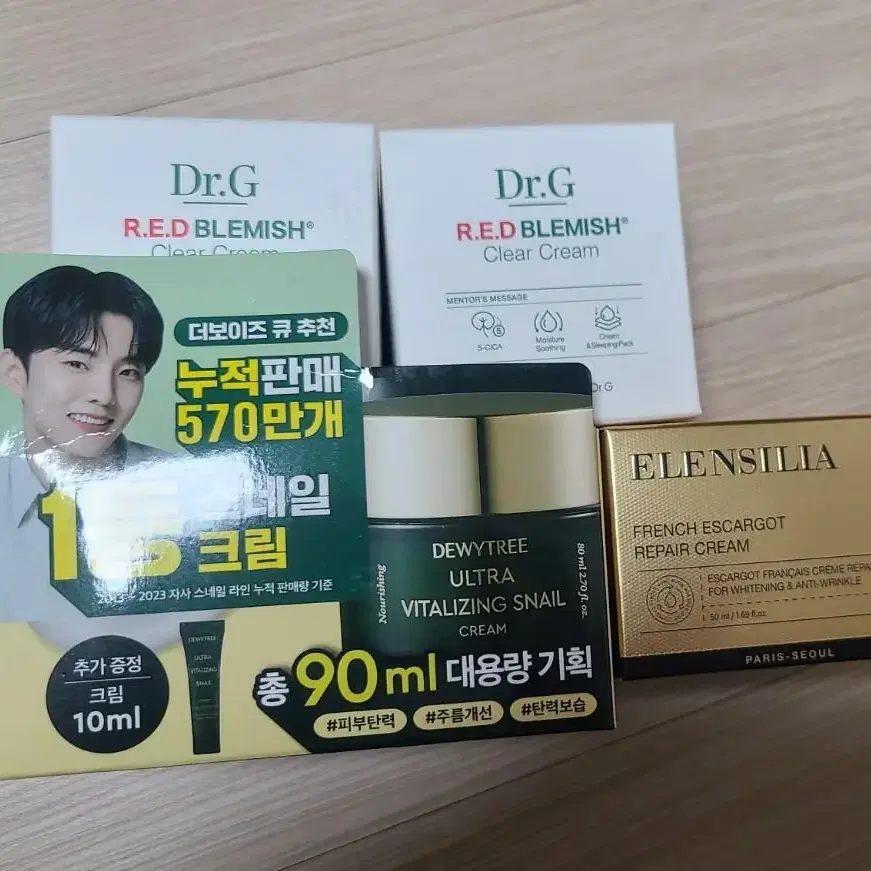 Dr.G
R.E.D BLEMISH®
Clear Cream
Dr.G
R.E.D BLEMISH®
Clear Cream
MENTOR'S MESSAGE
5-CICA
Moisture
Soothing
Cream
&Sleeping Pack
Dr.G
더보이즈 큐 추천
누적판매
570만개
크림
2023 자사 스네일 라인 누적 판매량 기준
추가 증정
크림
10ml
DEWYTREE
ULTRA
VITALIZING
SNAIL
DEWYTREE
ULTRA
VITALIZING SNAIL
CREAM
Nourishing
80 ml 2.70 fl. oz.
총 90ml 대용량 기획
#피부탄력
#주름개선
#탄력보습
ELENSILIA
FRENCH ESCARGOT
REPAIR CREAM
ESCARGOT FRANÇAIS CRÈME
FOR WHITENING & ANTI-WRINKLE
50 ml / 1.69 fl.oz.
PARIS-SEOUL